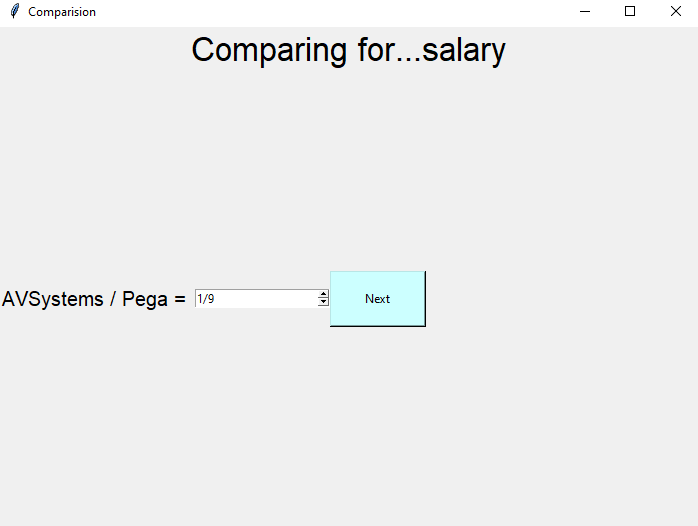 Comparision
Comparing for...salary
AVSystems / Pega = 1/9 Next